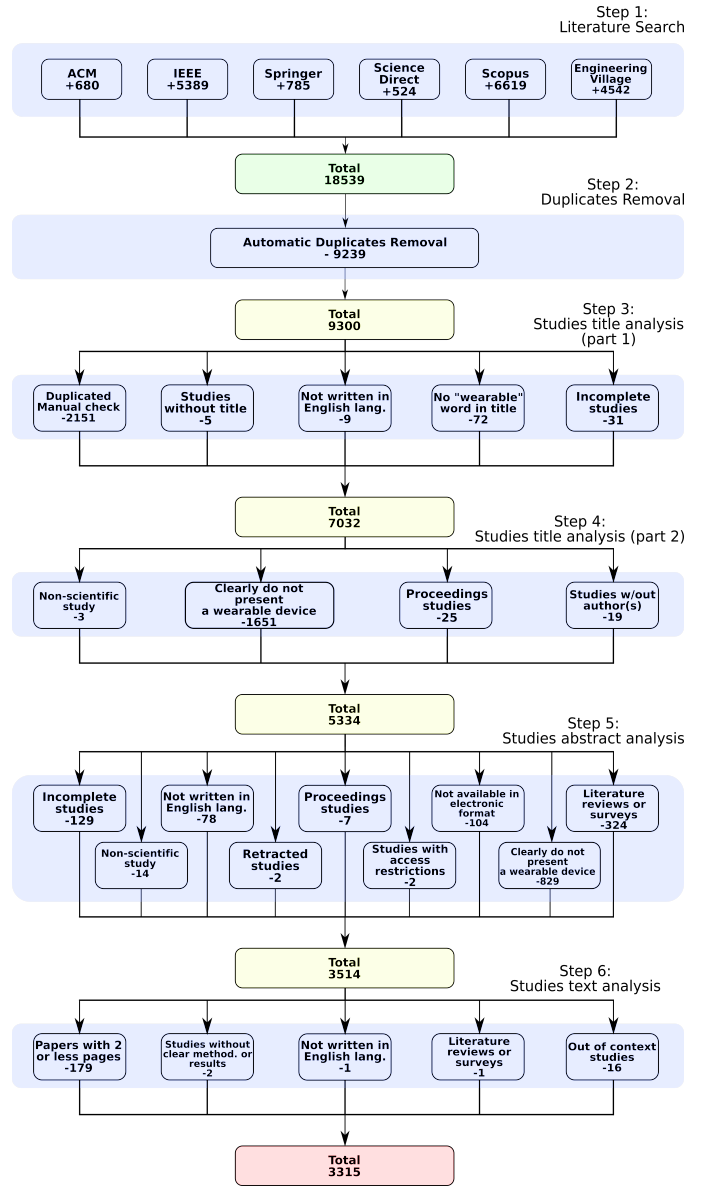 Step 1:
Literature Search
ACM
+680
IEEE
+5389
Springer
+785
Science
Direct
+524
Scopus
+6619
Engineering
Village
+4542
Total
18539
Step 2:
Duplicates Removal
Automatic Duplicates Removal
- 9239
Total
9300
Step 3:
Studies title analysis
(part 1)
Duplicated
Manual check
-2151
Studies
without title
-5
Not written in
English lang.
-9
No "wearable"
word in title
-72
Incomplete
studies
-31
Total
7032
Step 4:
Studies title analysis (part 2)
Non-scientific
study
-3
Clearly do not
present
a wearable device
-1651
Proceedings
studies
-25
Studies w/out
author(s)
-19
Total
5334
Step 5:
Studies abstract analysis
Incomplete
studies
-129
Not written in
English lang.
-78
Proceedings
studies
-7
Not available in
electronic
format
-104
Literature
reviews or
surveys
-324
Non-scientific
study
-14
Retracted
studies
-2
Studies with
access
restrictions
-2
Clearly do not
present
a wearable device
-829
Total
3514
Step 6:
Studies text analysis
Papers with 2
or less pages
-179
Studies without
clear method. or
results
-2
Not written in
English lang.
-1
Literature
reviews or
surveys
-1
Out of context
studies
-16
Total
3315